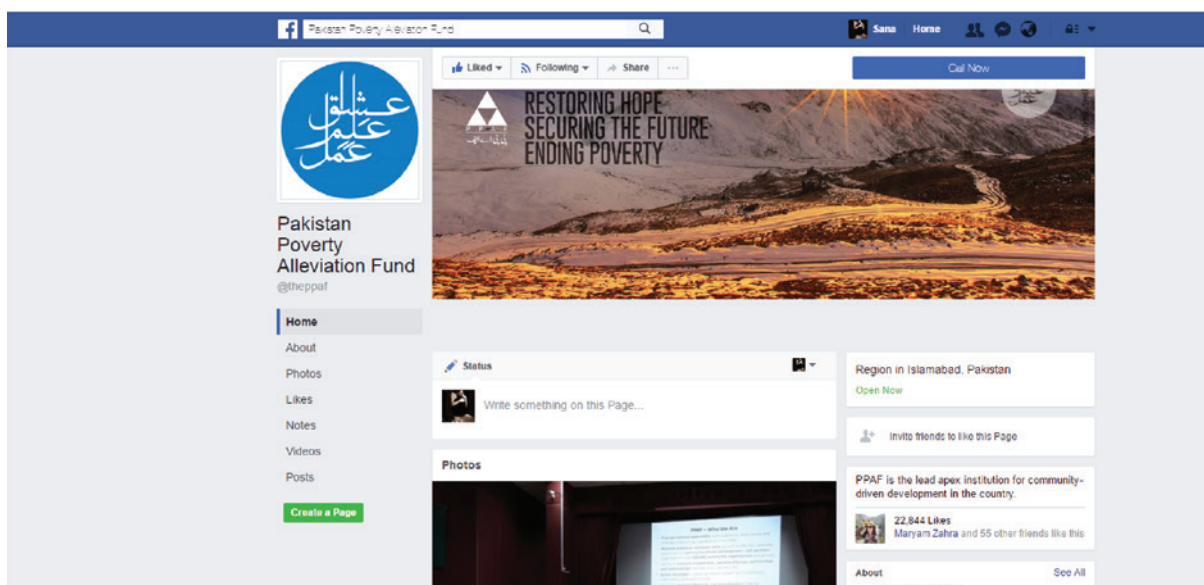 Pakistan Poverty Alleviation Fund
Sana Home
Liked Following Share ...
Call Now
عشق
علم
عمل
RESTORING HOPE
SECURING THE FUTURE
ENDING POVERTY
Pakistan
Poverty
Alleviation Fund
@theppaf
Home
About
Photos
Likes
Notes
Videos
Posts
Create a Page
Status
Write something on this Page...
Photos
PPAF – Who We Are
Region in Islamabad, Pakistan
Open Now
Invite friends to like this Page
PPAF is the lead apex institution for community-
driven development in the country.
22,844 Likes
Maryam Zahra and 55 other friends like this
About See All